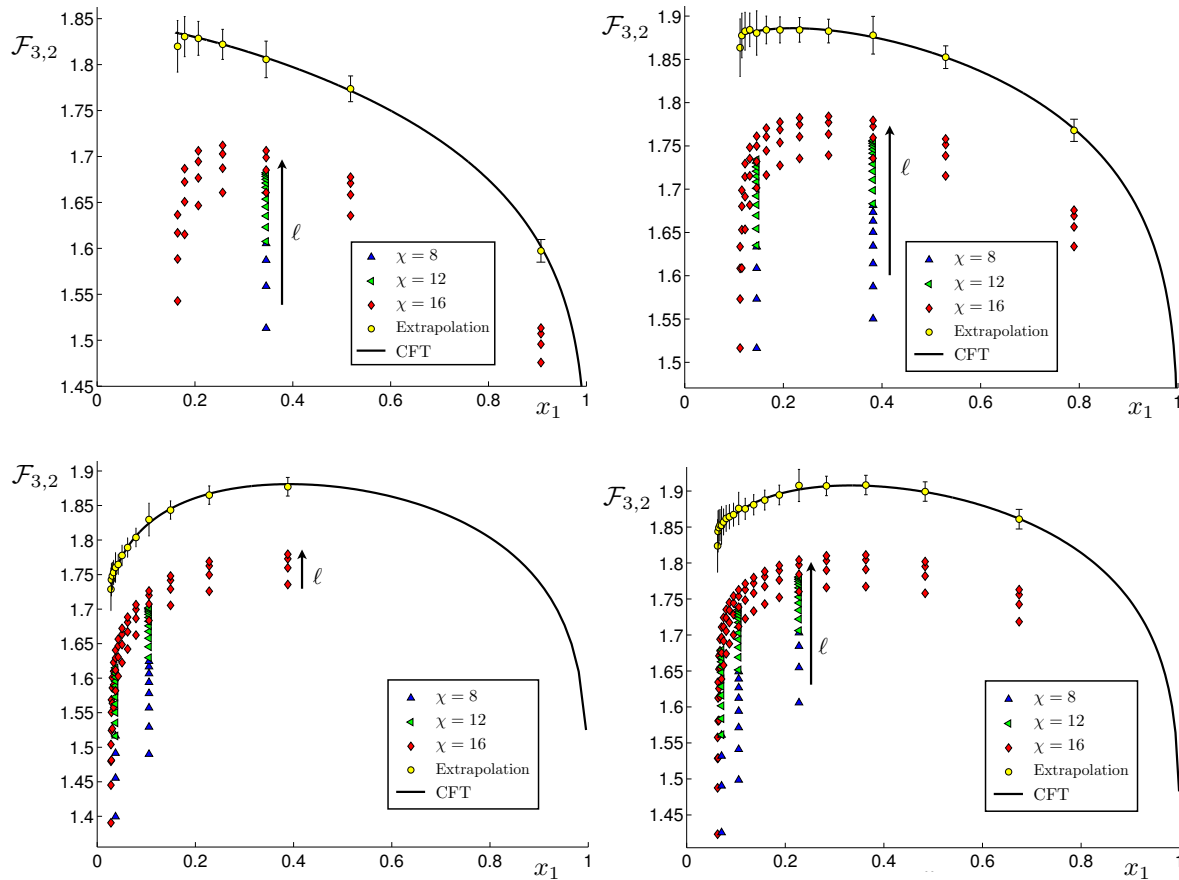 1.85
F₃,₂
1.8
1.75
1.7
1.65
1.6
1.55
1.5
1.45
ℓ
χ = 8
χ = 12
χ = 16
Extrapolation
CFT
0 0.2 0.4 0.6 0.8 1
x₁
1.9
F₃,₂
1.85
1.8
1.75
1.7
1.65
1.6
1.55
1.5
ℓ
χ = 8
χ = 12
χ = 16
Extrapolation
CFT
0 0.2 0.4 0.6 0.8 1
x₁
F₃,₂
1.9
1.85
1.8
1.75
1.7
1.65
1.6
1.55
1.5
1.45
1.4
ℓ
χ = 8
χ = 12
χ = 16
Extrapolation
CFT
0 0.2 0.4 0.6 0.8 1
x₁
F₃,₂
1.9
1.85
1.8
1.75
1.7
1.65
1.6
1.55
1.5
1.45
ℓ
χ = 8
χ = 12
χ = 16
Extrapolation
CFT
0 0.2 0.4 0.6 0.8 1
x₁